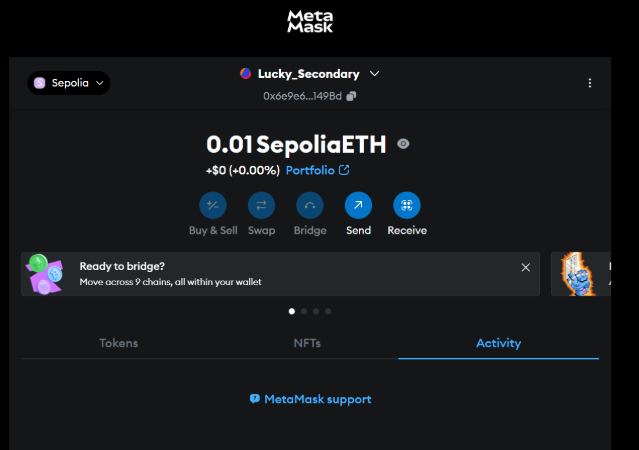 META
MASK
S Sepolia
Lucky_Secondary
0x6e9e6...149Bd
0.01 SepoliaETH
+$0 (+0.00%) Portfolio
Buy & Sell Swap Bridge Send Receive
Ready to bridge?
Move across 9 chains, all within your wallet
Tokens NFTs Activity
MetaMask support